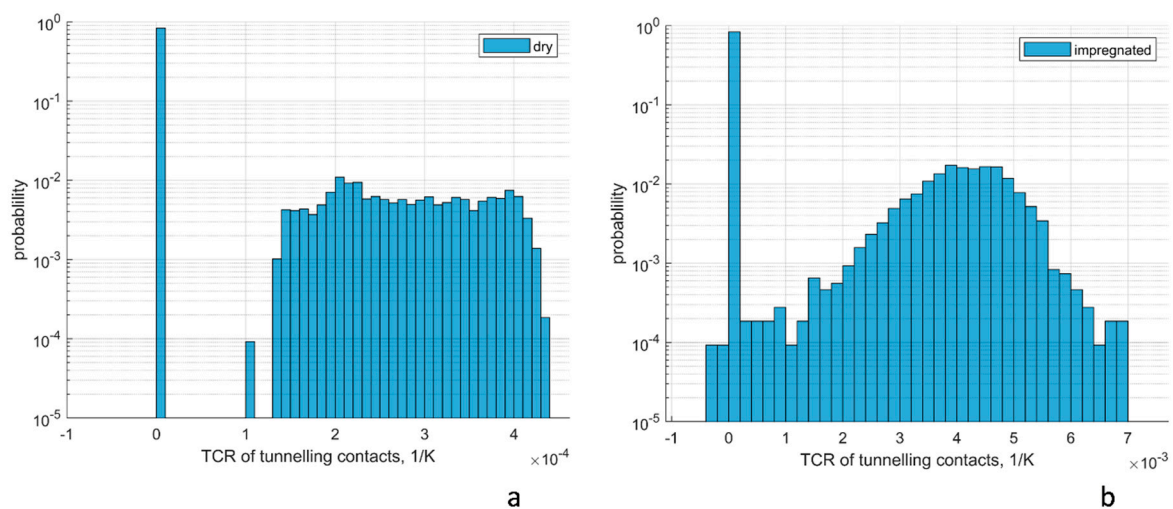 10^0
10^-1
10^-2
10^-3
10^-4
10^-5
probablility
-1 0 1 2 3 4
TCR of tunnelling contacts, 1/K
×10^-4
dry
a
10^0
10^-1
10^-2
10^-3
10^-4
10^-5
probablility
-1 0 1 2 3 4 5 6 7
TCR of tunnelling contacts, 1/K
×10^-3
impregnated
b